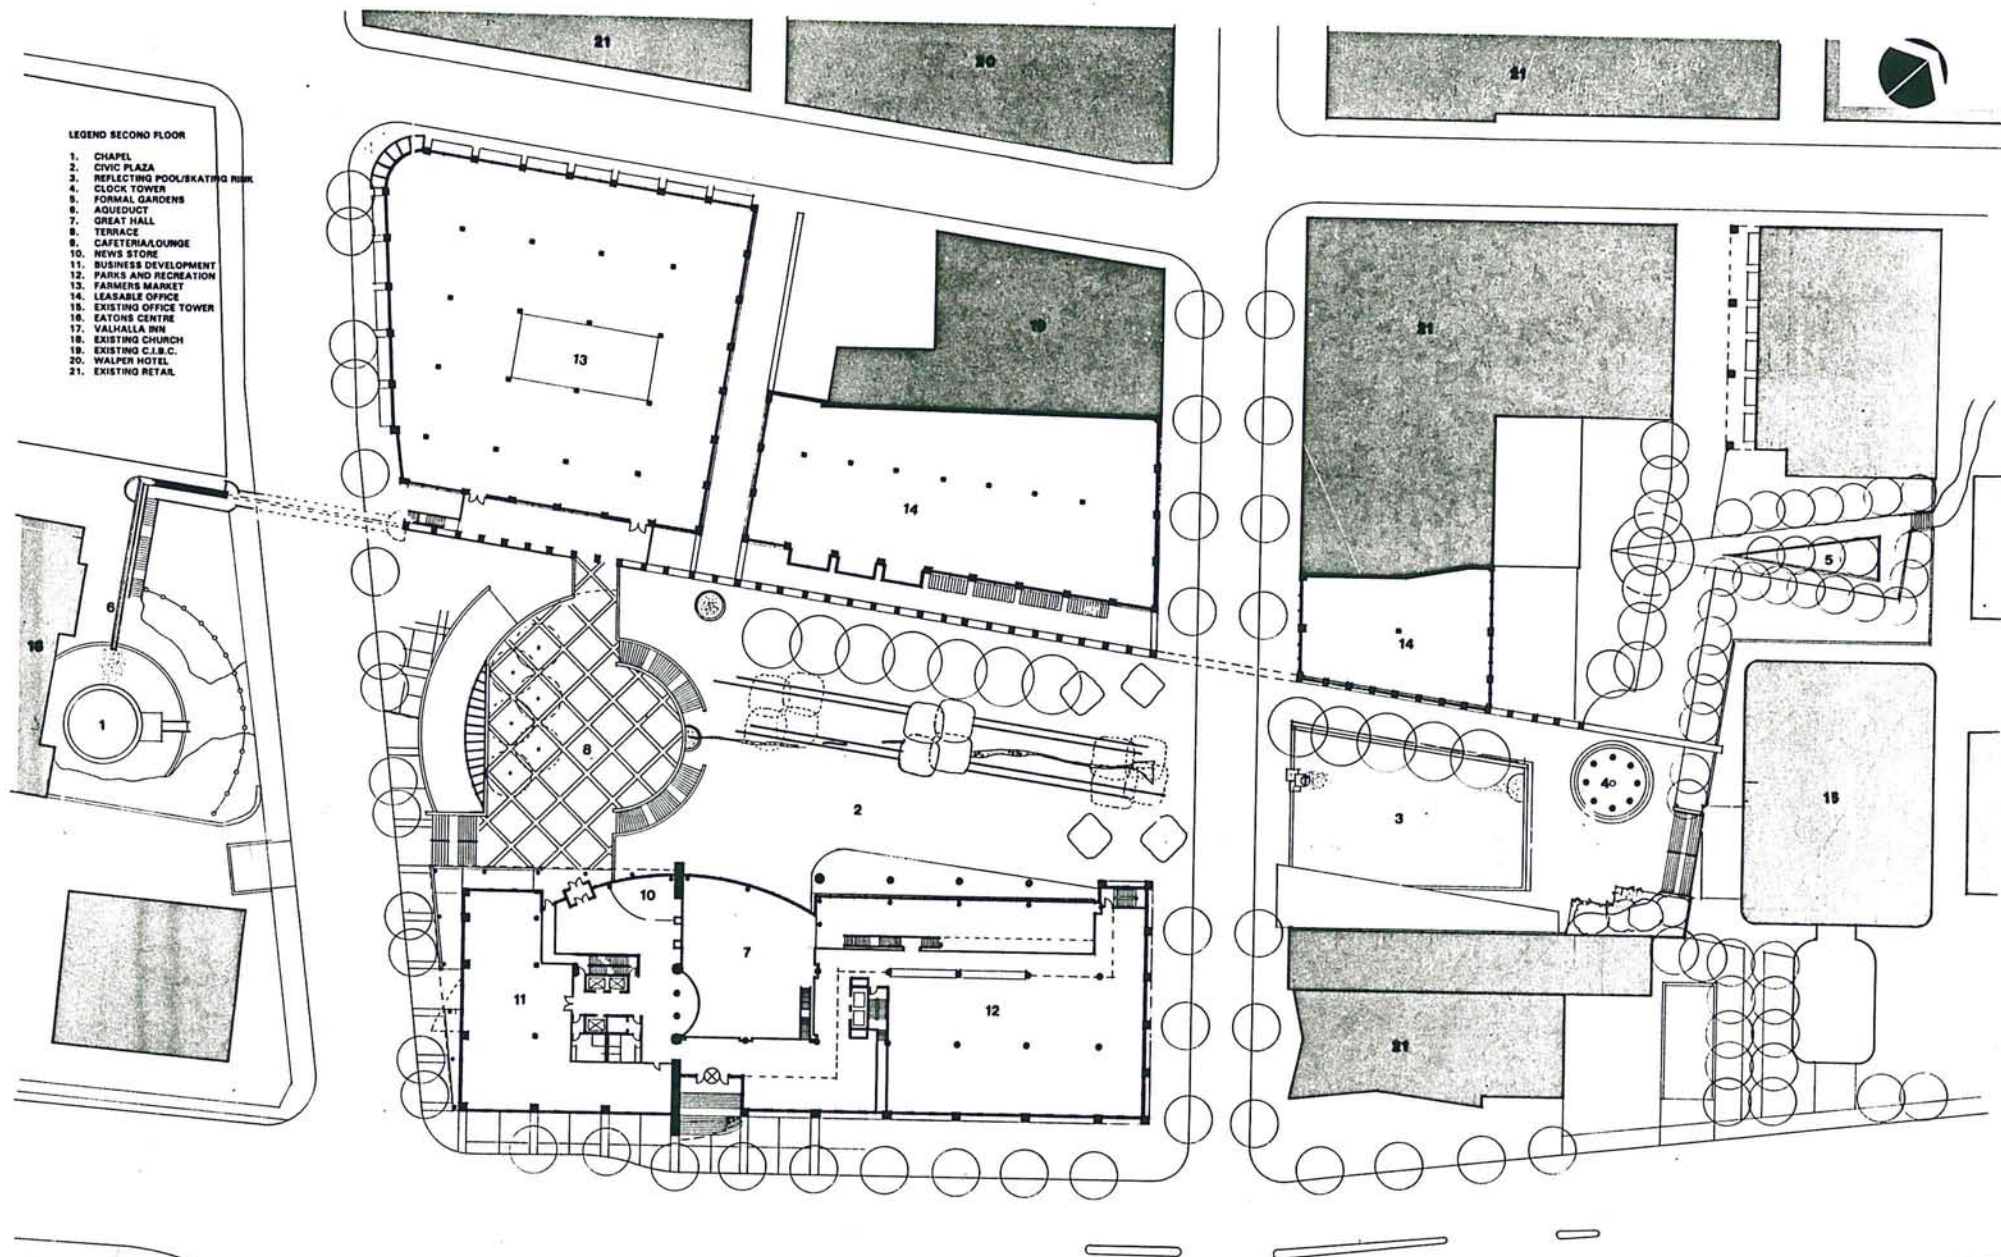 21
20
21
LEGEND SECOND FLOOR
1. CHAPEL
2. CIVIC PLAZA
3. REFLECTING POOL/SKATING RINK
4. CLOCK TOWER
5. FORMAL GARDENS
6. AQUEDUCT
7. GREAT HALL
8. TERRACE
9. CAFETERIA/LOUNGE
10. NEWS STORE
11. BUSINESS DEVELOPMENT
12. PARKS AND RECREATION
13. FARMERS MARKET
14. LEASABLE OFFICE
15. EXISTING OFFICE TOWER
16. EATONS CENTRE
17. VALHALLA INN
18. EXISTING CHURCH
19. EXISTING C.I.B.C.
20. WALPER HOTEL
21. EXISTING RETAIL
19
21
13
14
5
6
18
14
1
8
4
15
2
3
10
7
11
12
21